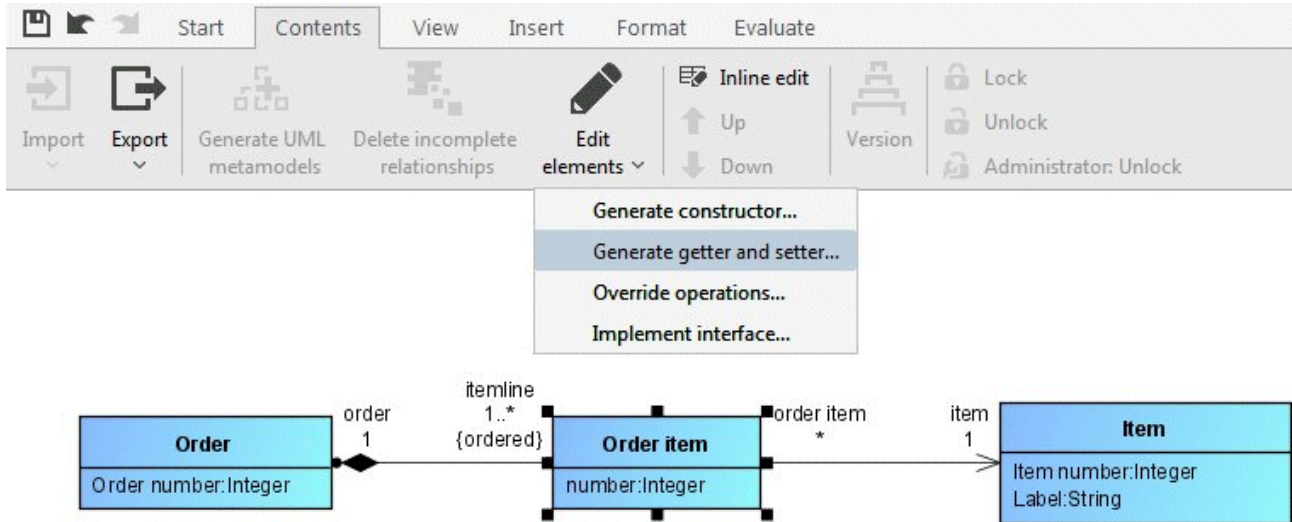 Start Contents View Insert Format Evaluate
Import Export Generate UML metamodels Delete incomplete relationships Edit elements Inline edit Up Down Version Lock Unlock Administrator: Unlock
Generate constructor...
Generate getter and setter...
Override operations...
Implement interface...
Order
Order number:Integer
order
1
itemline
1..*
{ordered}
Order item
number:Integer
order item
*
item
1
Item
Item number:Integer
Label:String